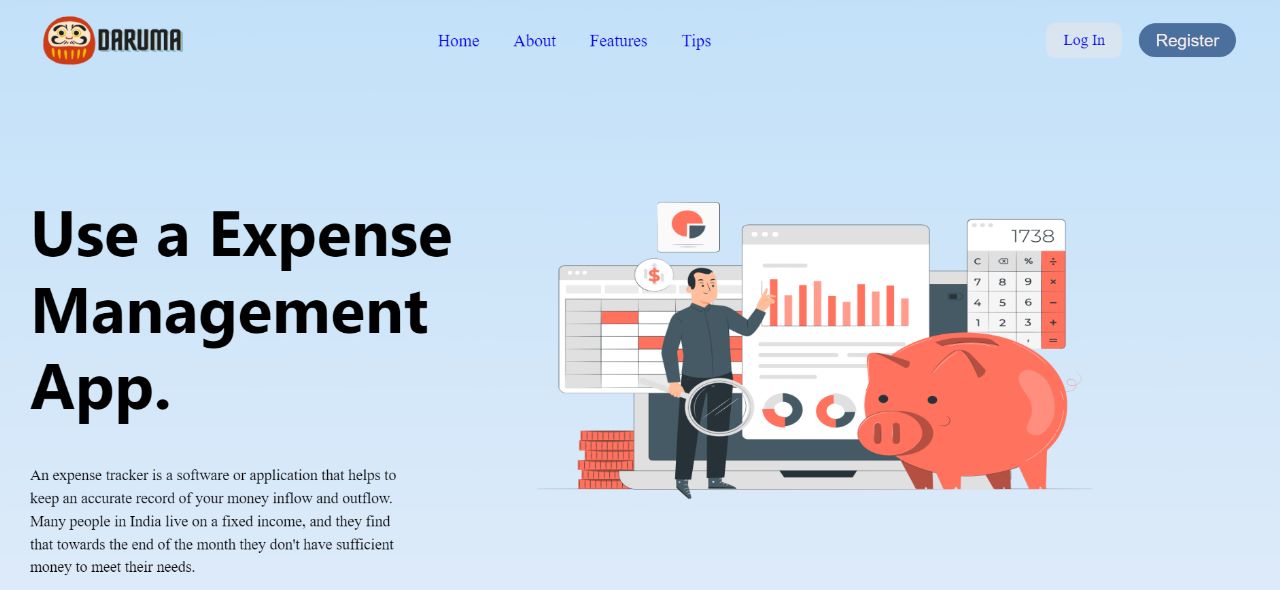 DARUMA
Home About Features Tips
Log In Register
Use a Expense
Management
App.
An expense tracker is a software or application that helps to
keep an accurate record of your money inflow and outflow.
Many people in India live on a fixed income, and they find
that towards the end of the month they don't have sufficient
money to meet their needs.
$
1738
C ⌫ % ÷
7 8 9 ×
4 5 6 −
1 2 3 +
=